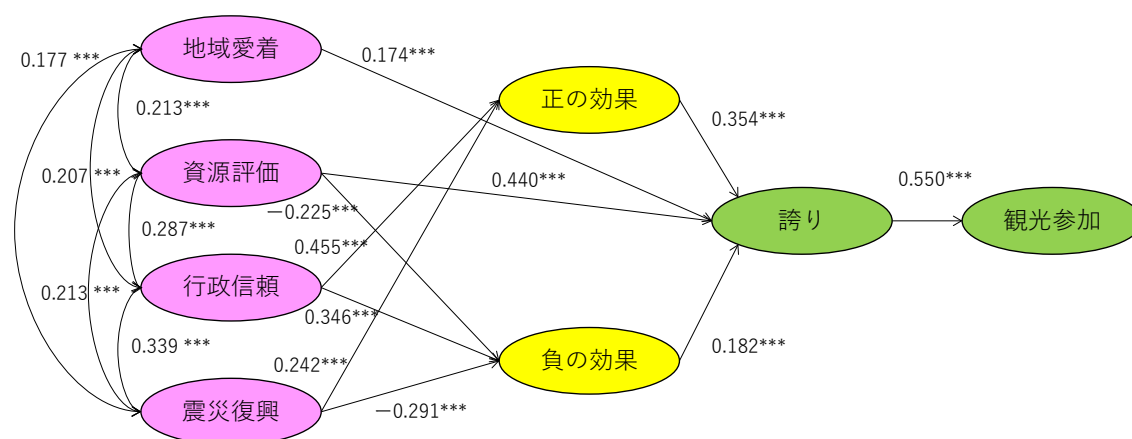 地域愛着
0.177 ***
0.174***
正の効果
0.213***
0.354***
資源評価
0.207 ***
0.440***
0.550***
－0.225***
誇り
観光参加
0.287***
0.455***
行政信頼
0.213 ***
0.346***
0.339 ***
0.182***
負の効果
0.242***
震災復興
－0.291***